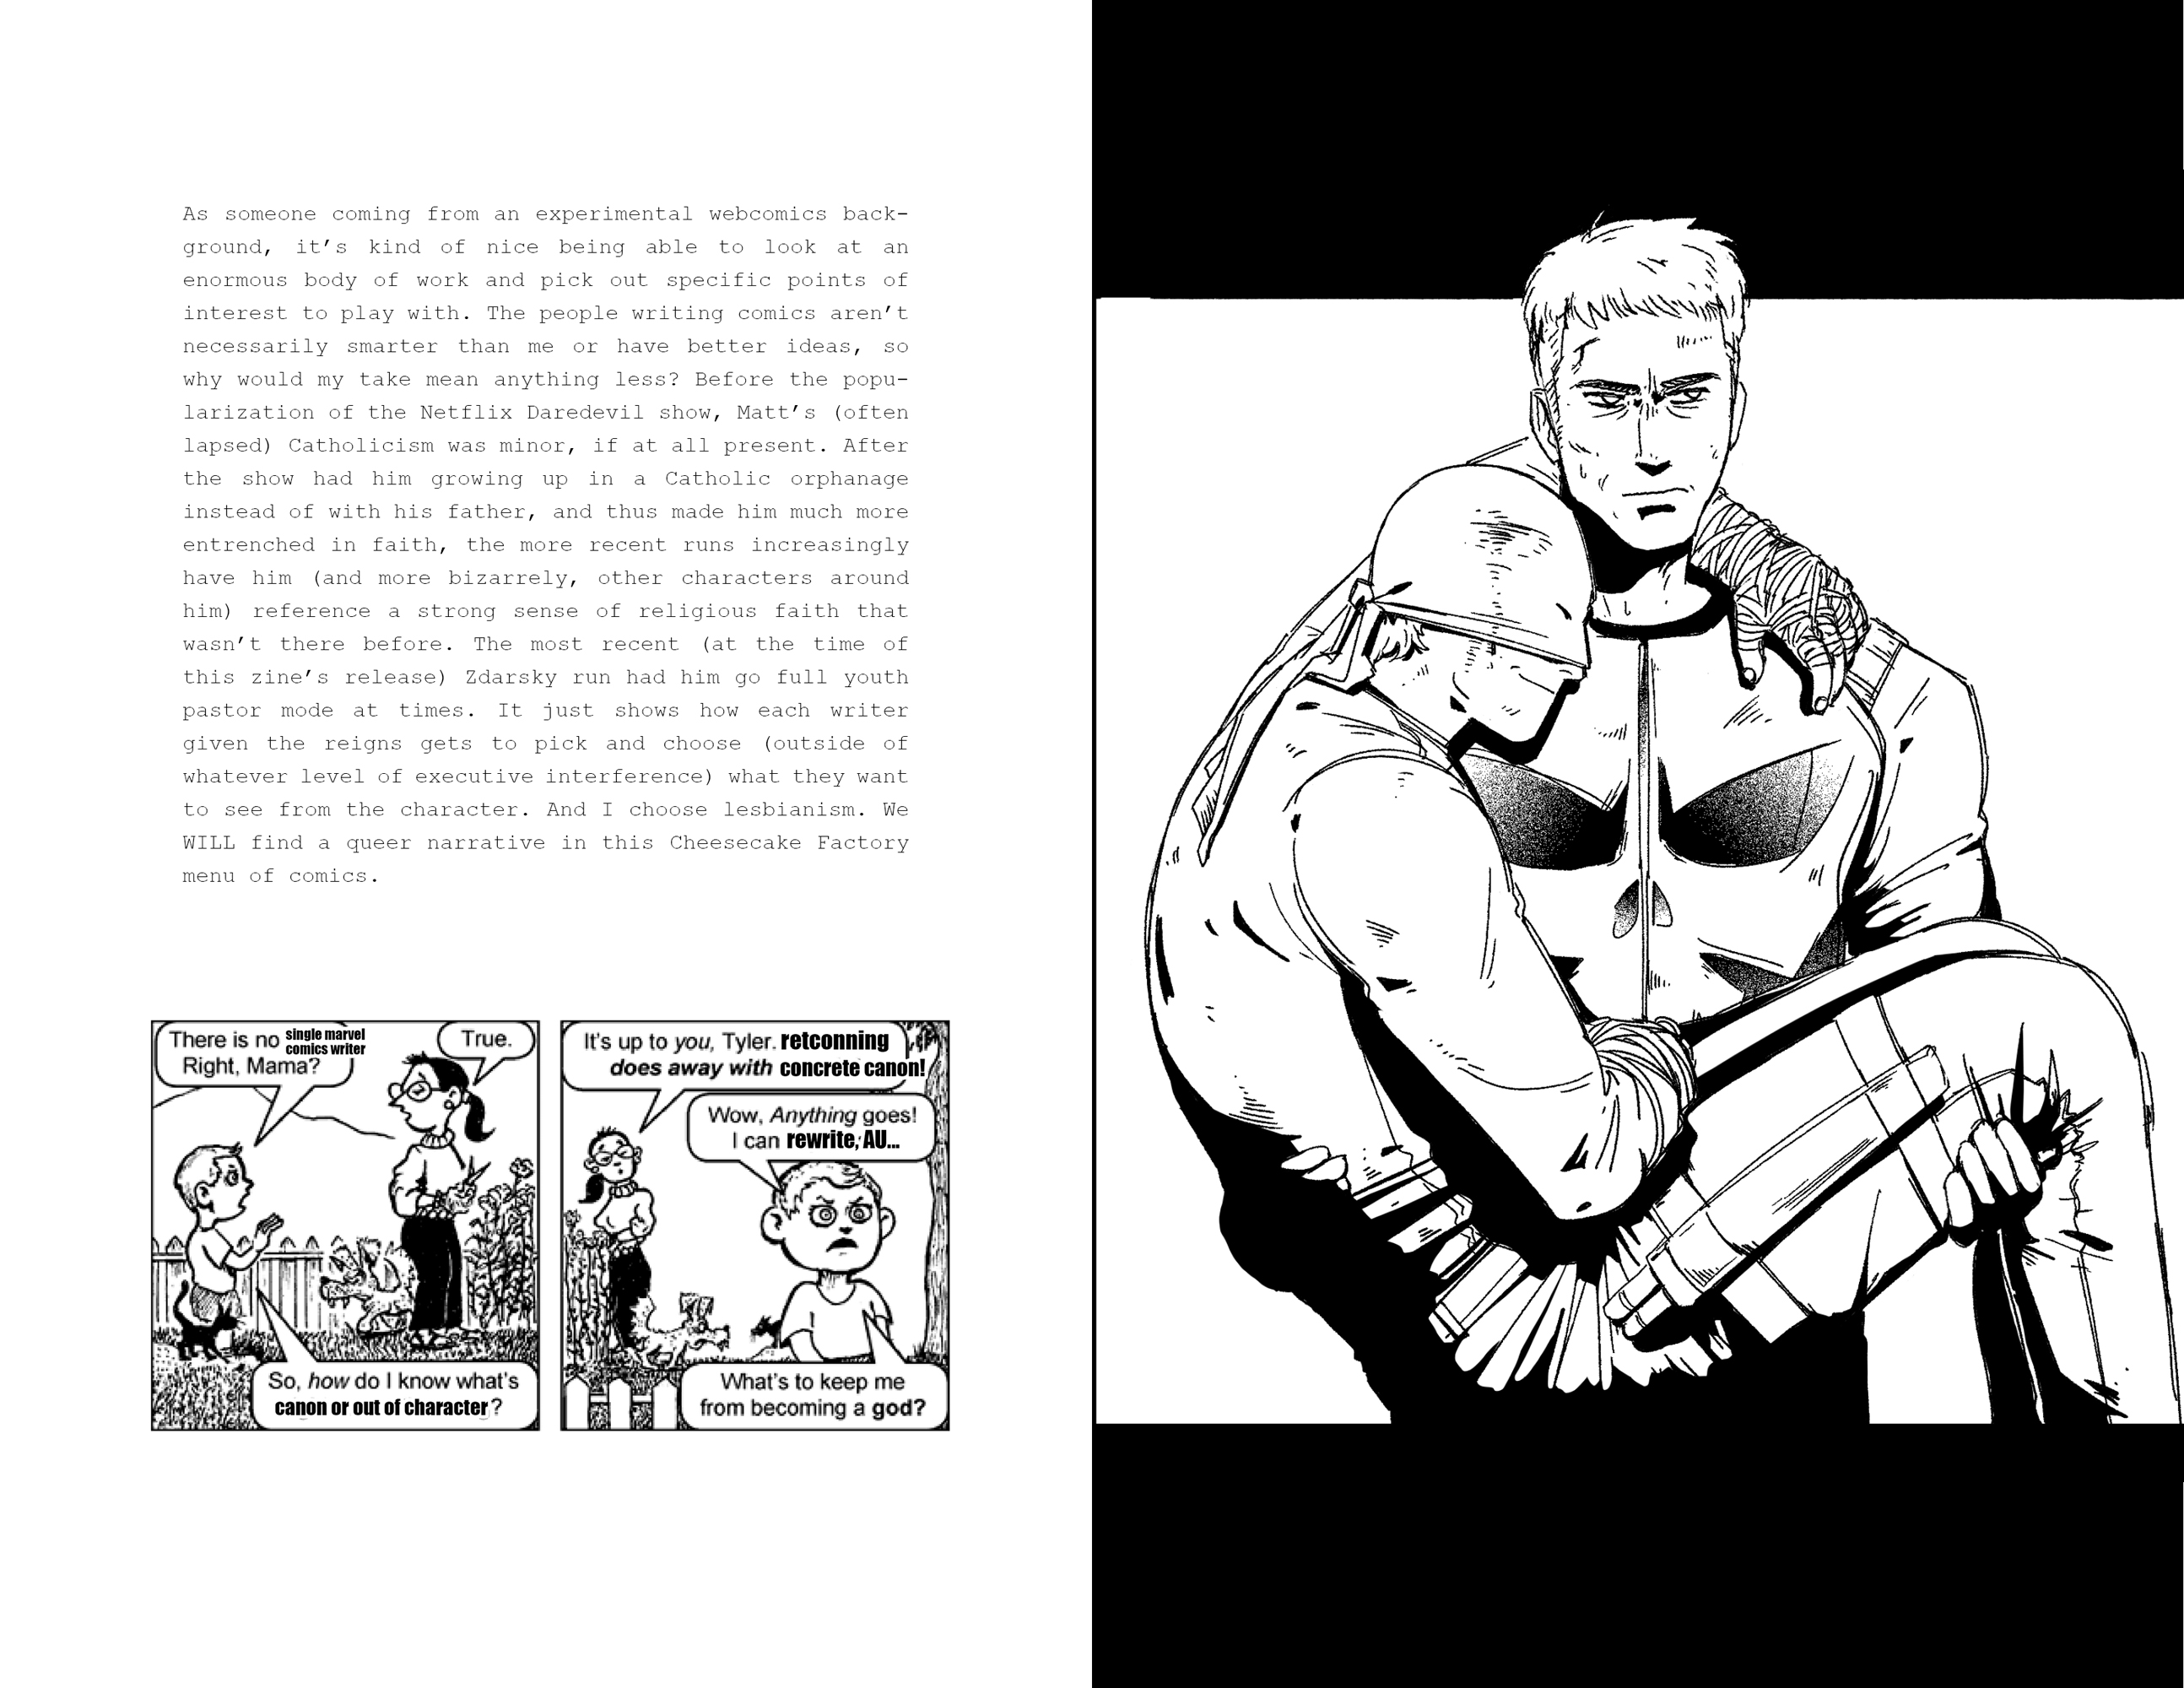 As someone coming from an experimental webcomics back-
ground, it's kind of nice being able to look at an
enormous body of work and pick out specific points of
interest to play with. The people writing comics aren't
necessarily smarter than me or have better ideas, so
why would my take mean anything less? Before the popu-
larization of the Netflix Daredevil show, Matt's (often
lapsed) Catholicism was minor, if at all present. After
the show had him growing up in a Catholic orphanage
instead of with his father, and thus made him much more
entrenched in faith, the more recent runs increasingly
have him (and more bizarrely, other characters around
him) reference a strong sense of religious faith that
wasn't there before. The most recent (at the time of
this zine's release) Zdarsky run had him go full youth
pastor mode at times. It just shows how each writer
given the reigns gets to pick and choose (outside of
whatever level of executive interference) what they want
to see from the character. And I choose lesbianism. We
WILL find a queer narrative in this Cheesecake Factory
menu of comics.
There is no single marvel
comics writer
Right, Mama?
True.
So, how do I know what's
canon or out of character?
It's up to you, Tyler. retconning
does away with concrete canon!
Wow, Anything goes!
I can rewrite, AU...
What's to keep me
from becoming a god?